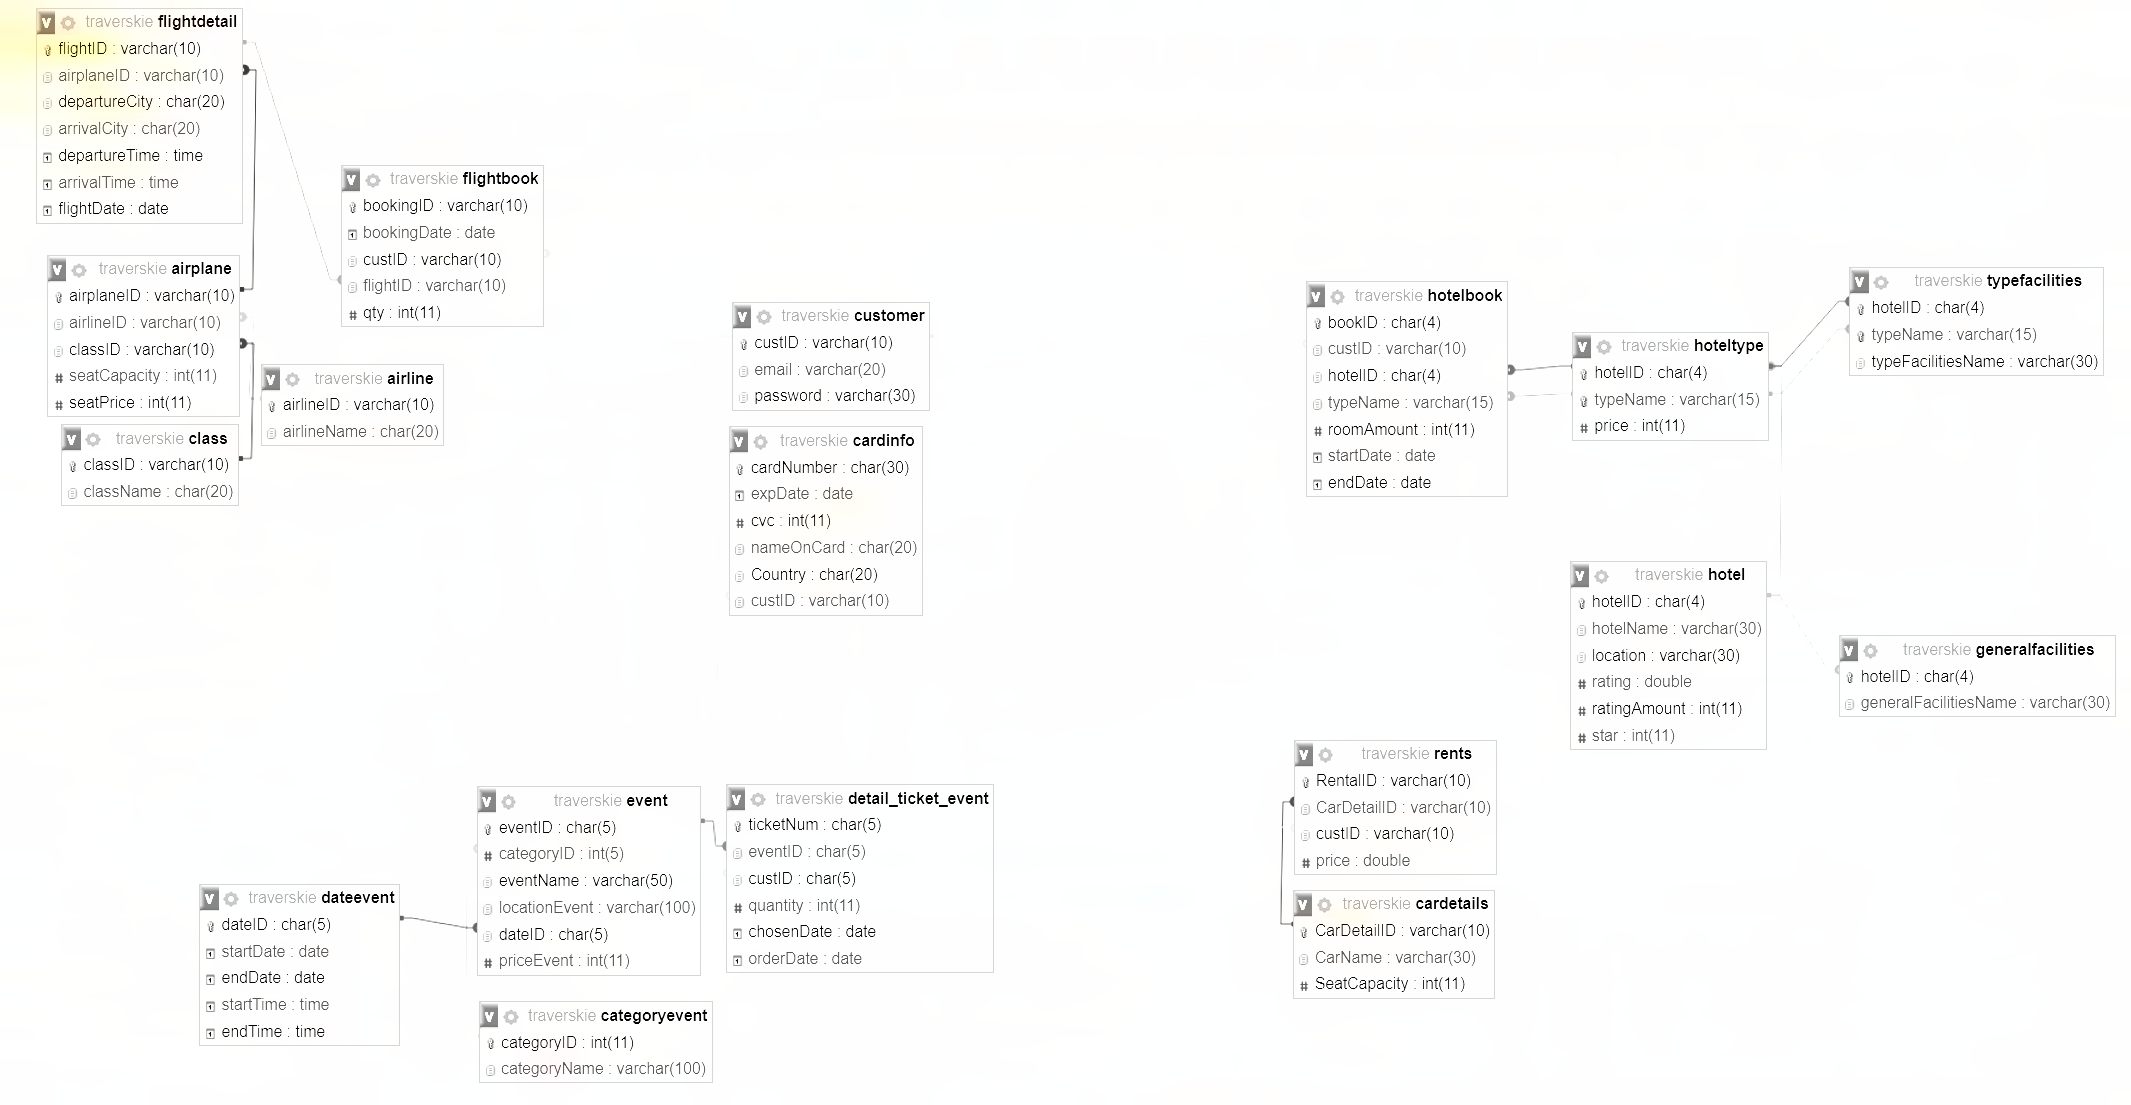 traverskie flightdetail
flightID : varchar(10)
airplaneID : varchar(10)
departureCity : char(20)
arrivalCity : char(20)
departureTime : time
arrivalTime : time
flightDate : date
traverskie flightbook
bookingID : varchar(10)
bookingDate : date
custID : varchar(10)
flightID : varchar(10)
# qty : int(11)
traverskie airplane
airplaneID : varchar(10)
airlineID : varchar(10)
classID : varchar(10)
# seatCapacity : int(11)
# seatPrice : int(11)
traverskie airline
airlineID : varchar(10)
airlineName : char(20)
traverskie class
classID : varchar(10)
className : char(20)
traverskie customer
custID : varchar(10)
email : varchar(20)
password : varchar(30)
traverskie cardinfo
cardNumber : char(30)
expDate : date
# cvc : int(11)
nameOnCard : char(20)
Country : char(20)
custID : varchar(10)
traverskie hotelbook
bookID : char(4)
custID : varchar(10)
hotelID : char(4)
typeName : varchar(15)
# roomAmount : int(11)
startDate : date
endDate : date
traverskie hoteltype
hotelID : char(4)
typeName : varchar(15)
# price : int(11)
traverskie typefacilities
hotelID : char(4)
typeName : varchar(15)
typeFacilitiesName : varchar(30)
traverskie hotel
hotelID : char(4)
hotelName : varchar(30)
location : varchar(30)
# rating : double
# ratingAmount : int(11)
# star : int(11)
traverskie generalfacilities
hotelID : char(4)
generalFacilitiesName : varchar(30)
traverskie event
eventID : char(5)
# categoryID : int(5)
eventName : varchar(50)
locationEvent : varchar(100)
dateID : char(5)
# priceEvent : int(11)
traverskie detail_ticket_event
ticketNum : char(5)
eventID : char(5)
custID : char(5)
# quantity : int(11)
chosenDate : date
orderDate : date
traverskie dateevent
dateID : char(5)
startDate : date
endDate : date
startTime : time
endTime : time
traverskie categoryevent
categoryID : int(11)
categoryName : varchar(100)
traverskie rents
RentalID : varchar(10)
CarDetailID : varchar(10)
custID : varchar(10)
# price : double
traverskie cardetails
CarDetailID : varchar(10)
CarName : varchar(30)
# SeatCapacity : int(11)